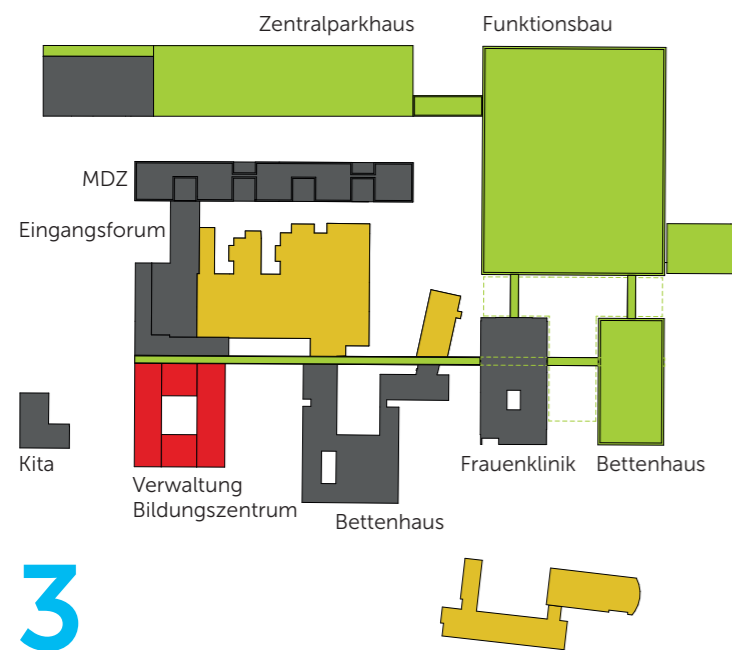 Zentralparkhaus
Funktionsbau
MDZ
Eingangsforum
Kita
Verwaltung
Bildungszentrum
Bettenhaus
Frauenklinik
Bettenhaus
3